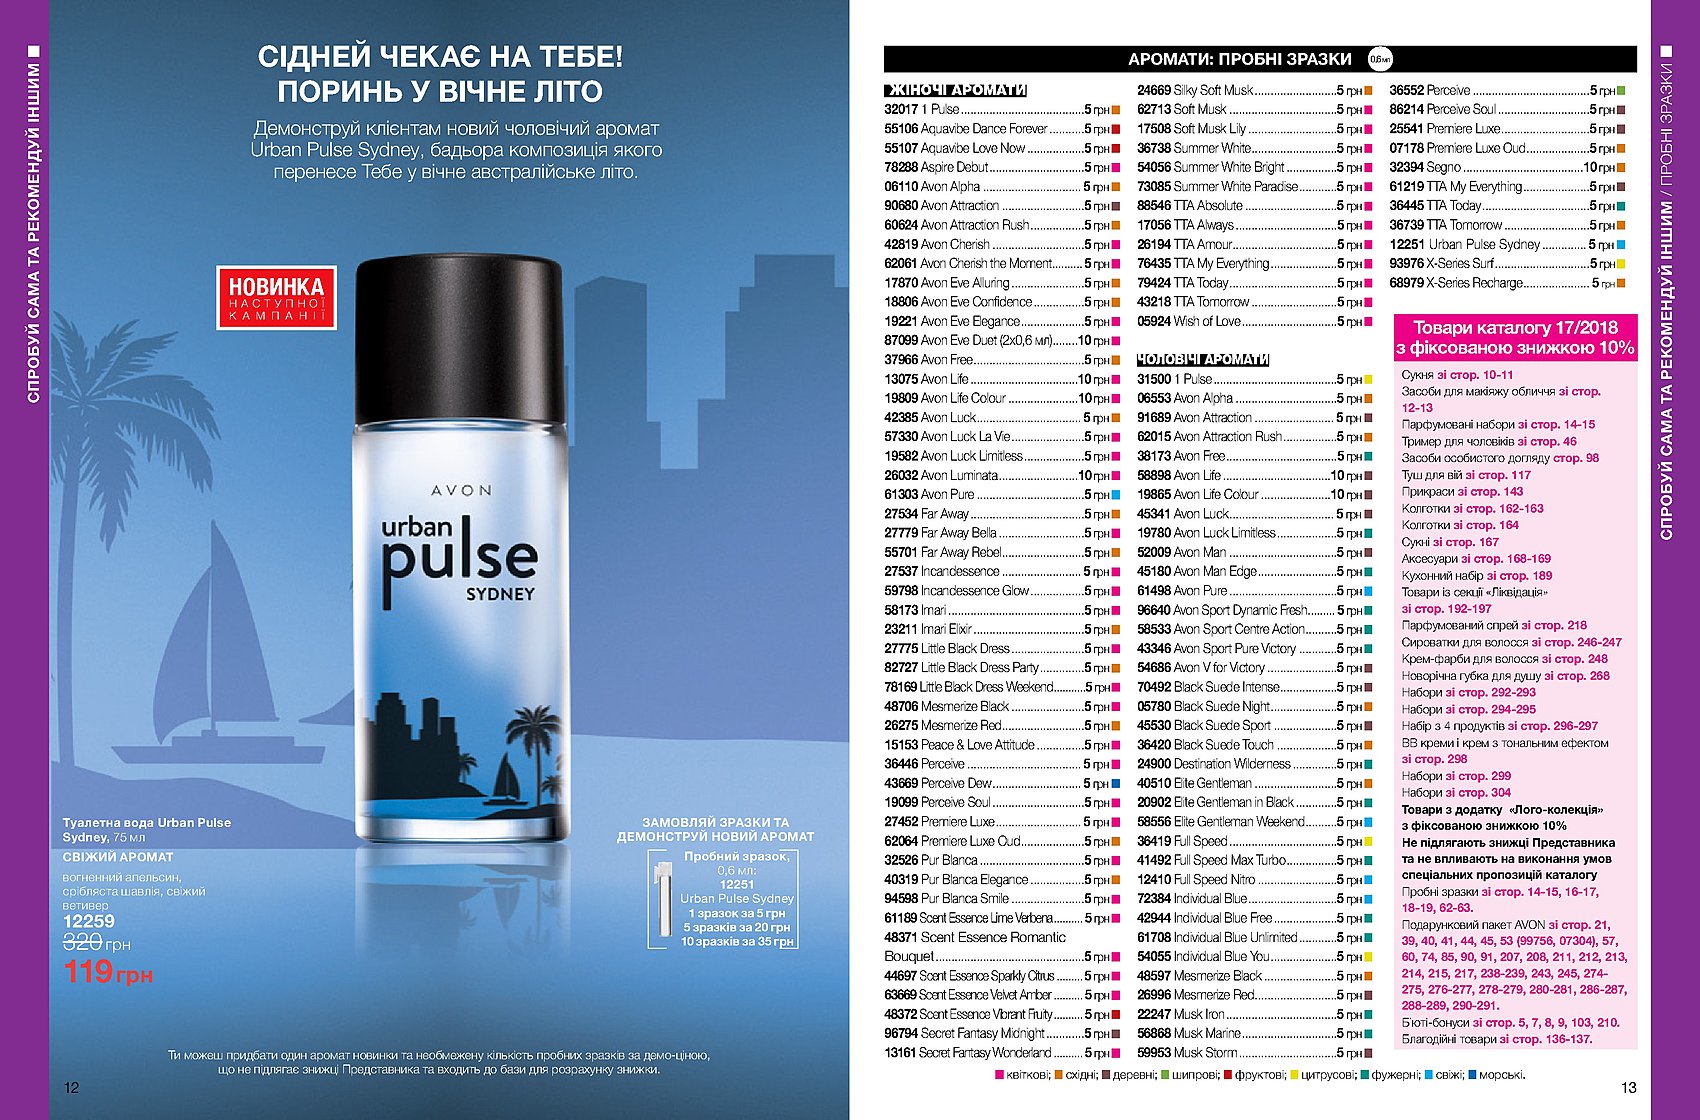 СПРОБУЙ САМА ТА РЕКОМЕНДУЙ ІНШИМ
СІДНЕЙ ЧЕКАЄ НА ТЕБЕ!
ПОРИНЬ У ВІЧНЕ ЛІТО
Демонструй клієнтам новий чоловічий аромат
Urban Pulse Sydney, бадьора композиція якого
перенесе Тебе у вічне австралійське літо.
НОВИНКА
НАСТУПНОЇ
КАМПАНІЇ
AVON
urban
pulse
SYDNEY
Туалетна вода Urban Pulse
Sydney, 75 мл
СВІЖИЙ АРОМАТ
вогненний апельсин,
срібляста шавлія, свіжий
ветивер
12259
320 грн
119 грн
ЗАМОВЛЯЙ ЗРАЗКИ ТА
ДЕМОНСТРУЙ НОВИЙ АРОМАТ
Пробний зразок,
0,6 мл:
12251
Urban Pulse Sydney
1 зразок за 5 грн
5 зразків за 20 грн
10 зразків за 35 грн
Ти можеш придбати один аромат новинки та необмежену кількість пробних зразків за демо-ціною,
що не підлягає знижці Представника та входить до бази для розрахунку знижки.
12
АРОМАТИ: ПРОБНІ ЗРАЗКИ 0,6 мл
ЖІНОЧІ АРОМАТИ
32017 1 Pulse 5 грн
55106 Aquavibe Dance Forever 5 грн
55107 Aquavibe Love Now 5 грн
78288 Aspire Debut 5 грн
06110 Avon Alpha 5 грн
90680 Avon Attraction 5 грн
60624 Avon Attraction Rush 5 грн
42819 Avon Cherish 5 грн
62061 Avon Cherish the Moment 5 грн
17870 Avon Eve Alluring 5 грн
18806 Avon Eve Confidence 5 грн
19221 Avon Eve Elegance 5 грн
87099 Avon Eve Duet (2x0,6 мл) 10 грн
37966 Avon Free 5 грн
13075 Avon Life 10 грн
19809 Avon Life Colour 10 грн
42385 Avon Luck 5 грн
57330 Avon Luck La Vie 5 грн
19582 Avon Luck Limitless 5 грн
26032 Avon Luminata 10 грн
61303 Avon Pure 5 грн
27534 Far Away 5 грн
27779 Far Away Bella 5 грн
55701 Far Away Rebel 5 грн
27537 Incandessence 5 грн
59798 Incandessence Glow 5 грн
58173 Imari 5 грн
23211 Imari Elixir 5 грн
27775 Little Black Dress 5 грн
82727 Little Black Dress Party 5 грн
78169 Little Black Dress Weekend 5 грн
48706 Mesmerize Black 5 грн
26275 Mesmerize Red 5 грн
15153 Peace & Love Attitude 5 грн
36446 Perceive 5 грн
43669 Perceive Dew 5 грн
19099 Perceive Soul 5 грн
27452 Premiere Luxe 5 грн
62064 Premiere Luxe Oud 5 грн
32526 Pur Blanca 5 грн
40319 Pur Blanca Elegance 5 грн
94598 Pur Blanca Smile 5 грн
61189 Scent Essence Lime Verbena 5 грн
48371 Scent Essence Romantic
Bouquet 5 грн
44697 Scent Essence Sparkly Citrus 5 грн
63669 Scent Essence Velvet Amber 5 грн
48372 Scent Essence Vibrant Fruity 5 грн
96794 Secret Fantasy Midnight 5 грн
13161 Secret Fantasy Wonderland 5 грн
24669 Silky Soft Musk 5 грн
62713 Soft Musk 5 грн
17508 Soft Musk Lily 5 грн
36738 Summer White 5 грн
54056 Summer White Bright 5 грн
73085 Summer White Paradise 5 грн
88546 TTA Absolute 5 грн
17056 TTA Always 5 грн
26194 TTA Amour 5 грн
76435 TTA My Everything 5 грн
79424 TTA Today 5 грн
43218 TTA Tomorrow 5 грн
05924 Wish of Love 5 грн
ЧОЛОВІЧІ АРОМАТИ
31500 1 Pulse 5 грн
06553 Avon Alpha 5 грн
91689 Avon Attraction 5 грн
62015 Avon Attraction Rush 5 грн
38173 Avon Free 5 грн
58898 Avon Life 10 грн
19865 Avon Life Colour 10 грн
45341 Avon Luck 5 грн
19780 Avon Luck Limitless 5 грн
52009 Avon Man 5 грн
45180 Avon Man Edge 5 грн
61498 Avon Pure 5 грн
96640 Avon Sport Dynamic Fresh 5 грн
58533 Avon Sport Centre Action 5 грн
43346 Avon Sport Pure Victory 5 грн
54686 Avon V for Victory 5 грн
70492 Black Suede Intense 5 грн
05780 Black Suede Night 5 грн
45530 Black Suede Sport 5 грн
36420 Black Suede Touch 5 грн
24900 Destination Wilderness 5 грн
40510 Elite Gentleman 5 грн
20902 Elite Gentleman in Black 5 грн
58556 Elite Gentleman Weekend 5 грн
36419 Full Speed 5 грн
41492 Full Speed Max Turbo 5 грн
12410 Full Speed Nitro 5 грн
72384 Individual Blue 5 грн
42944 Individual Blue Free 5 грн
61708 Individual Blue Unlimited 5 грн
54055 Individual Blue You 5 грн
48597 Mesmerize Black 5 грн
26996 Mesmerize Red 5 грн
22247 Musk Iron 5 грн
56868 Musk Marine 5 грн
59953 Musk Storm 5 грн
36552 Perceive 5 грн
86214 Perceive Soul 5 грн
25541 Premiere Luxe 5 грн
07178 Premiere Luxe Oud 5 грн
32394 Segno 10 грн
61219 TTA My Everything 5 грн
36445 TTA Today 5 грн
36739 TTA Tomorrow 5 грн
12251 Urban Pulse Sydney 5 грн
93976 X-Series Surf 5 грн
68979 X-Series Recharge 5 грн
Товари каталогу 17/2018
з фіксованою знижкою 10%
Сукня зі стор. 10-11
Засоби для макіяжу обличчя зі стор.
12-13
Парфумовані набори зі стор. 14-15
Тример для чоловіків зі стор. 46
Засоби особистого догляду стор. 98
Туш для вій зі стор. 117
Прикраси зі стор. 143
Колготки зі стор. 162-163
Колготки зі стор. 164
Сукні зі стор. 167
Аксесуари зі стор. 168-169
Кухонний набір зі стор. 189
Товари із секції «Ліквідація»
зі стор. 192-197
Парфумований спрей зі стор. 218
Сироватки для волосся зі стор. 246-247
Крем-фарби для волосся зі стор. 248
Новорічна губка для душу зі стор. 268
Набори зі стор. 292-293
Набори зі стор. 294-295
Набір з 4 продуктів зі стор. 296-297
ВВ креми і крем з тональним ефектом
зі стор. 298
Набори зі стор. 299
Набори зі стор. 304
Товари з додатку «Лого-колекція»
з фіксованою знижкою 10%
Не підлягають знижці Представника
та не впливають на виконання умов
спеціальних пропозицій каталогу
Пробні зразки зі стор. 14-15, 16-17,
18-19, 62-63.
Подарунковий пакет AVON зі стор. 21,
39, 40, 41, 44, 45, 53 (99756, 07304), 57,
60, 74, 85, 90, 91, 207, 208, 211, 212, 213,
214, 215, 217, 238-239, 243, 245, 274-
275, 276-277, 278-279, 280-281, 286-287,
288-289, 290-291.
Б'юті-бонуси зі стор. 5, 7, 8, 9, 103, 210.
Благодійні товари зі стор. 136-137.
квіткові; східні; деревні; шипрові; фруктові; цитрусові; фужерні; свіжі; морські.
13
СПРОБУЙ САМА ТА РЕКОМЕНДУЙ ІНШИМ / ПРОБНІ ЗРАЗКИ